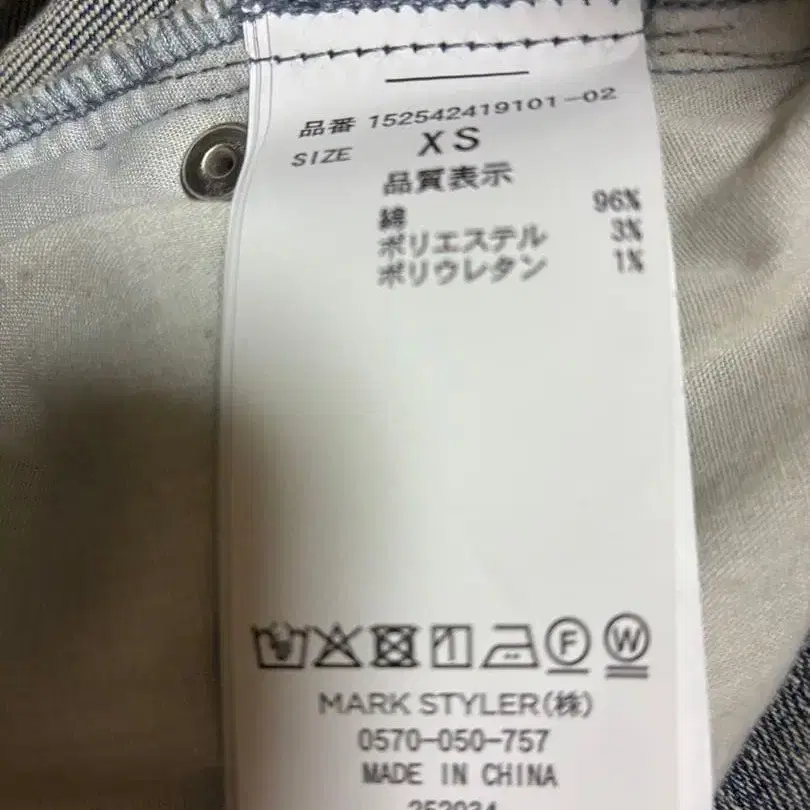 品番 152542419101-02
SIZE XS
品質表示
綿 96%
ポリエステル 3%
ポリウレタン 1%
F W
MARK STYLER(株)
0570-050-757
MADE IN CHINA